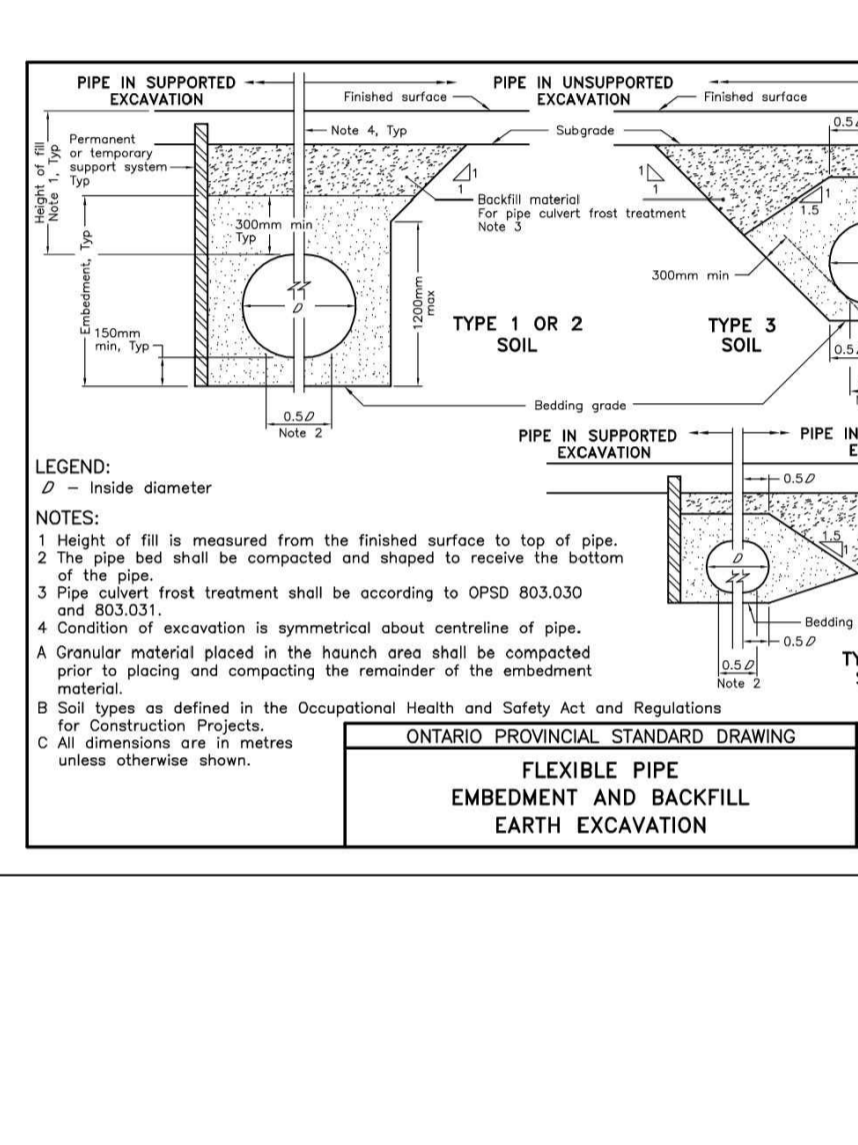 PIPE IN SUPPORTED
EXCAVATION
Finished surface
PIPE IN UNSUPPORTED
EXCAVATION
Finished surface
Height of fill
Note 1, Typ
Permanent
or temporary
support system
Typ
Note 4, Typ
Subgrade
0.5
1
1
1
1
Backfill material
For pipe culvert frost treatment
Note 3
1
1.5
300mm min
Typ
Embedment, Typ
D
1200mm
max
300mm min
150mm
min, Typ
TYPE 1 OR 2
SOIL
TYPE 3
SOIL
0.5
0.5D
Note 2
Bedding grade
PIPE IN SUPPORTED
EXCAVATION
PIPE IN
E
0.5D
1.5
1
D
Bedding
0.5D
0.5D
Note 2
TY
LEGEND:
D – Inside diameter
NOTES:
1 Height of fill is measured from the finished surface to top of pipe.
2 The pipe bed shall be compacted and shaped to receive the bottom
of the pipe.
3 Pipe culvert frost treatment shall be according to OPSD 803.030
and 803.031.
4 Condition of excavation is symmetrical about centreline of pipe.
A Granular material placed in the haunch area shall be compacted
prior to placing and compacting the remainder of the embedment
material.
B Soil types as defined in the Occupational Health and Safety Act and Regulations
for Construction Projects.
C All dimensions are in metres
unless otherwise shown.
ONTARIO PROVINCIAL STANDARD DRAWING
FLEXIBLE PIPE
EMBEDMENT AND BACKFILL
EARTH EXCAVATION